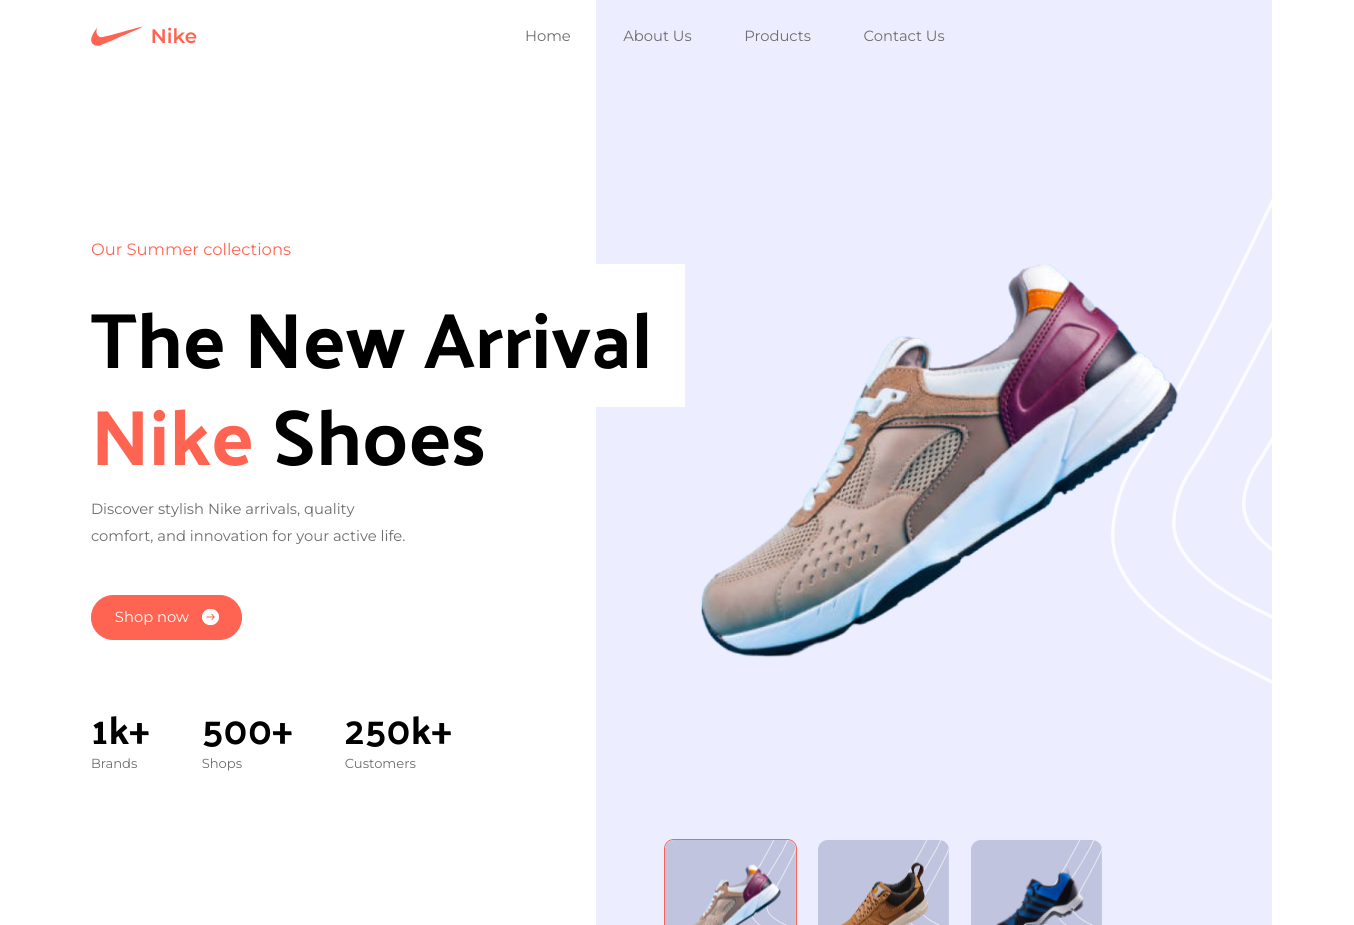 Nike
Home
About Us
Products
Contact Us
Our Summer collections
The New Arrival
Nike Shoes
Discover stylish Nike arrivals, quality
comfort, and innovation for your active life.
Shop now
1k+
Brands
500+
Shops
250k+
Customers